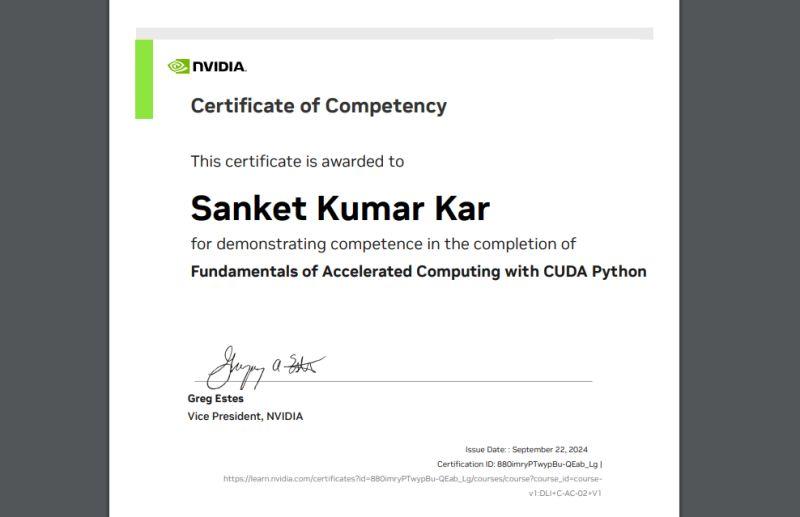 NVIDIA.
Certificate of Competency
This certificate is awarded to
Sanket Kumar Kar
for demonstrating competence in the completion of
Fundamentals of Accelerated Computing with CUDA Python
Greg Estes
Vice President, NVIDIA
Issue Date: : September 22, 2024
Certification ID: 880imryPTwypBu-QEab_Lg |
https://learn.nvidia.com/certificates?id=880imryPTwypBu-QEab_Lg/courses/course?course_id=course-
v1:DLI+C-AC-02+V1